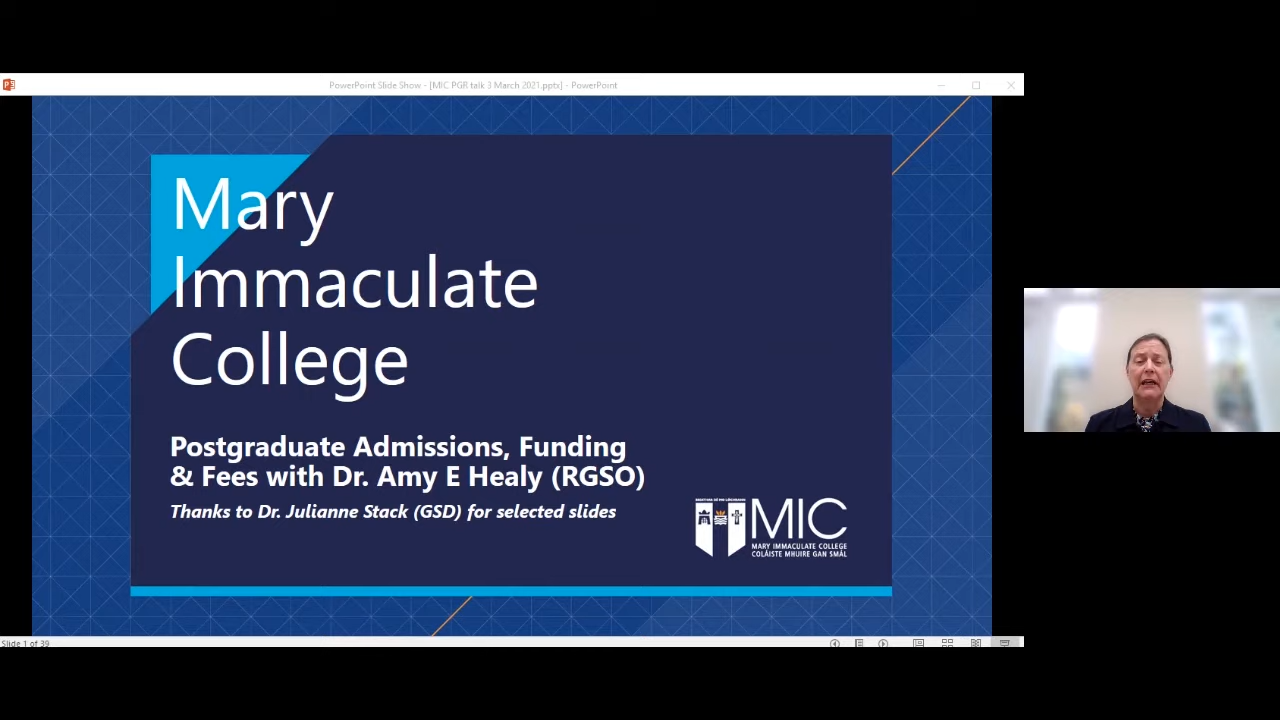 PowerPoint Slide Show - [MIC PGR talk 3 March 2021.pptx] - PowerPoint
Mary
Immaculate
College
Postgraduate Admissions, Funding
& Fees with Dr. Amy E Healy (RGSO)
Thanks to Dr. Julianne Stack (GSD) for selected slides
MIC
MARY IMMACULATE COLLEGE
COLÁISTE MHUIRE GAN SMÁL
Slide 1 of 39